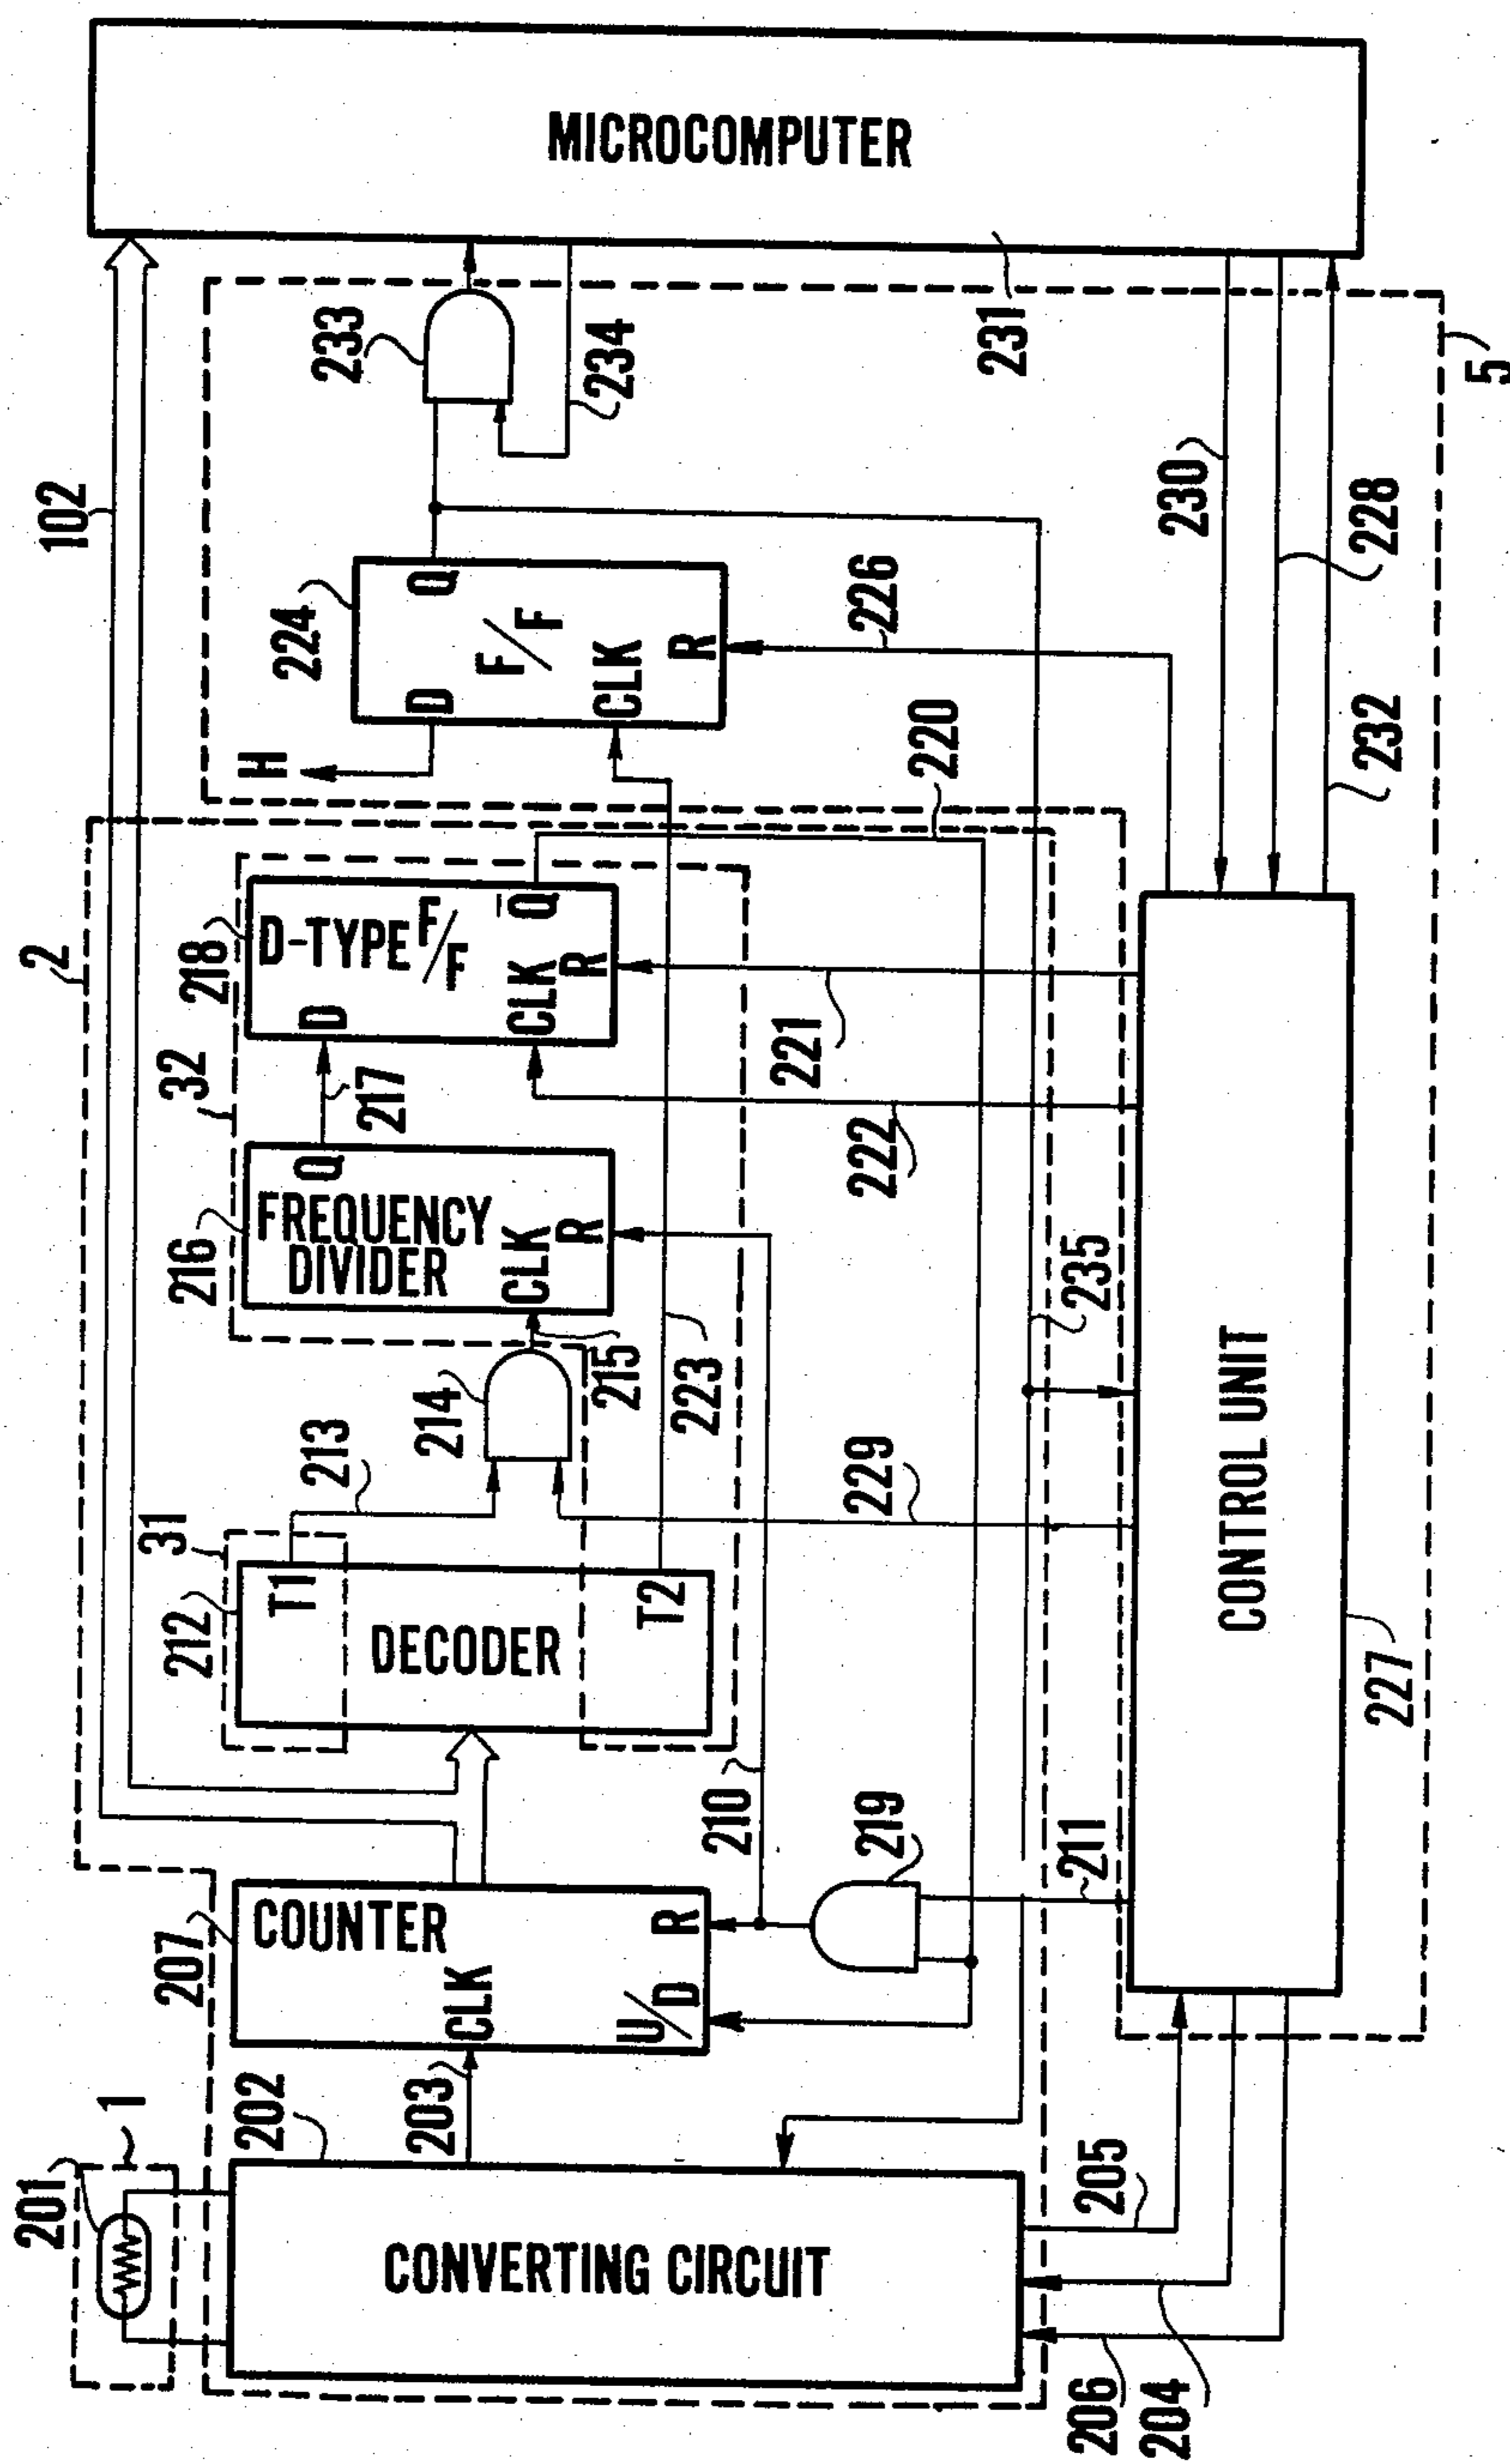 MICROCOMPUTER
102
233
234
231
5
224
D
Q
F/F
CLK
R
H
226
220
230
228
232
2
218
D-TYPE F/F
D
Q̅
CLK
R
32
217
221
222
216
FREQUENCY
DIVIDER
Q
CLK
R
215
214
213
223
235
229
31
212
T1
DECODER
T2
CONTROL UNIT
227
210
219
211
207
COUNTER
CLK
R
U/D
203
1
201
202
CONVERTING CIRCUIT
205
206
204